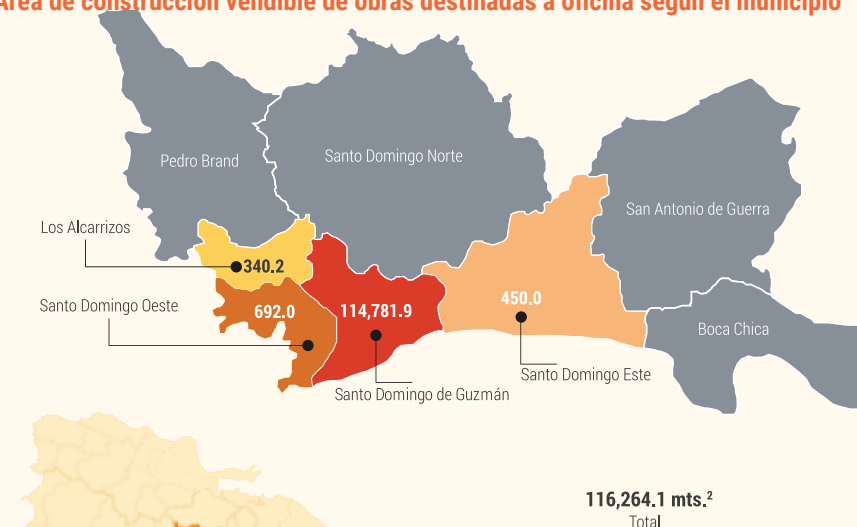 Área de construcción vendible de obras destinadas a oficina según el municipio
Pedro Brand
Santo Domingo Norte
San Antonio de Guerra
Los Alcarrizos
340.2
Santo Domingo Oeste
692.0
114,781.9
450.0
Boca Chica
Santo Domingo Este
Santo Domingo de Guzmán
116,264.1 mts.²
Total